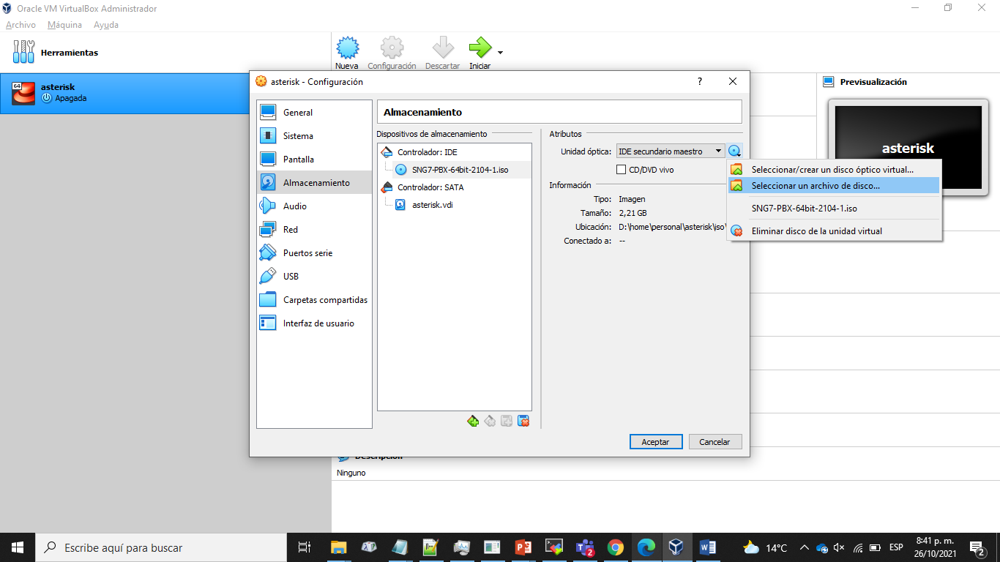 Oracle VM VirtualBox Administrador
Archivo Máquina Ayuda
Herramientas
Nueva Configuración Descartar Iniciar
64
asterisk
Apagada
Previsualización
asterisk
asterisk - Configuración
?
General
Sistema
Pantalla
Almacenamiento
Audio
Red
Puertos serie
USB
Carpetas compartidas
Interfaz de usuario
Almacenamiento
Dispositivos de almacenamiento
Controlador: IDE
SNG7-PBX-64bit-2104-1.iso
Controlador: SATA
asterisk.vdi
Atributos
Unidad óptica: IDE secundario maestro
CD/DVD vivo
Información
Tipo: Imagen
Tamaño: 2,21 GB
Ubicación: D:\home\personal\asterisk\iso\
Conectado a: --
Seleccionar/crear un disco óptico virtual...
Seleccionar un archivo de disco...
SNG7-PBX-64bit-2104-1.iso
Eliminar disco de la unidad virtual
Aceptar Cancelar
Descripción
Ninguno
Escribe aquí para buscar
2
14°C
ESP
8:41 p. m.
26/10/2021
2